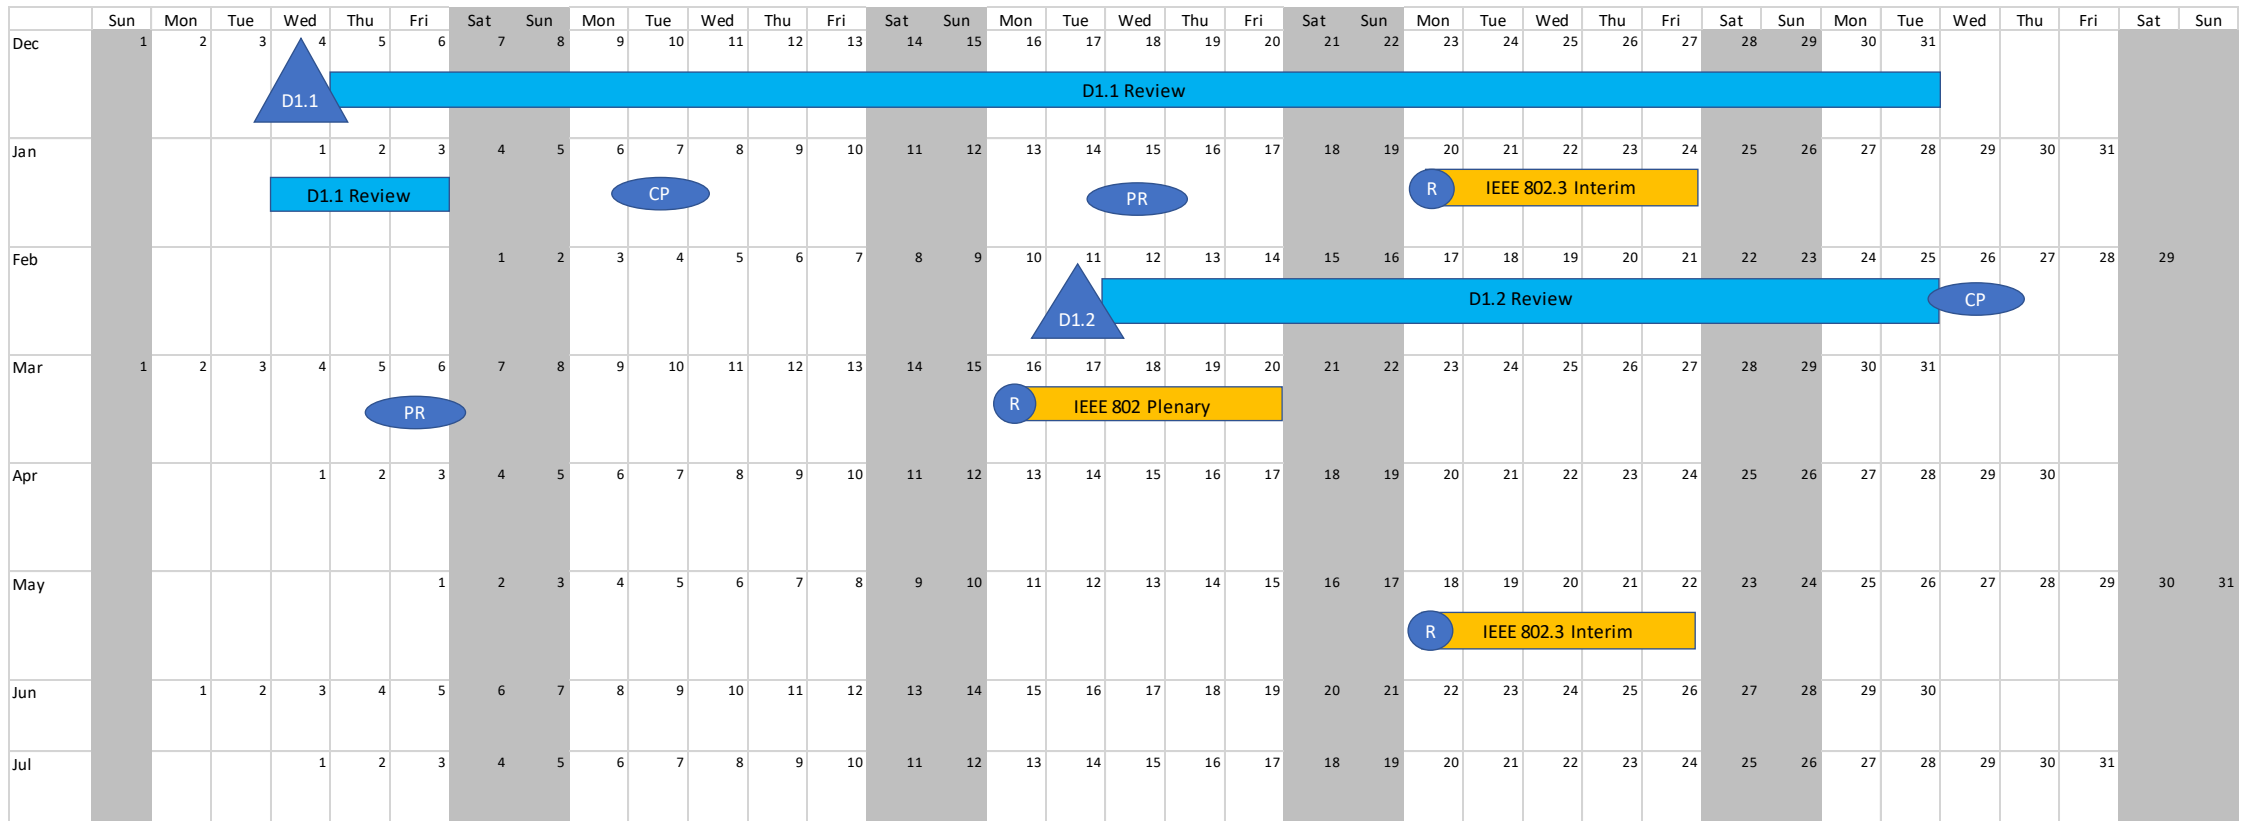 Sun Mon Tue Wed Thu Fri Sat Sun Mon Tue Wed Thu Fri Sat Sun Mon Tue Wed Thu Fri Sat Sun Mon Tue Wed Thu Fri Sat Sun Mon Tue Wed Thu Fri Sat Sun
Dec 1 2 3 4 5 6 7 8 9 10 11 12 13 14 15 16 17 18 19 20 21 22 23 24 25 26 27 28 29 30 31
D1.1 D1.1 Review
Jan 1 2 3 4 5 6 7 8 9 10 11 12 13 14 15 16 17 18 19 20 21 22 23 24 25 26 27 28 29 30 31
D1.1 Review CP PR R IEEE 802.3 Interim
Feb 1 2 3 4 5 6 7 8 9 10 11 12 13 14 15 16 17 18 19 20 21 22 23 24 25 26 27 28 29
D1.2 D1.2 Review CP
Mar 1 2 3 4 5 6 7 8 9 10 11 12 13 14 15 16 17 18 19 20 21 22 23 24 25 26 27 28 29 30 31
PR R IEEE 802 Plenary
Apr 1 2 3 4 5 6 7 8 9 10 11 12 13 14 15 16 17 18 19 20 21 22 23 24 25 26 27 28 29 30
May 1 2 3 4 5 6 7 8 9 10 11 12 13 14 15 16 17 18 19 20 21 22 23 24 25 26 27 28 29 30 31
R IEEE 802.3 Interim
Jun 1 2 3 4 5 6 7 8 9 10 11 12 13 14 15 16 17 18 19 20 21 22 23 24 25 26 27 28 29 30
Jul 1 2 3 4 5 6 7 8 9 10 11 12 13 14 15 16 17 18 19 20 21 22 23 24 25 26 27 28 29 30 31